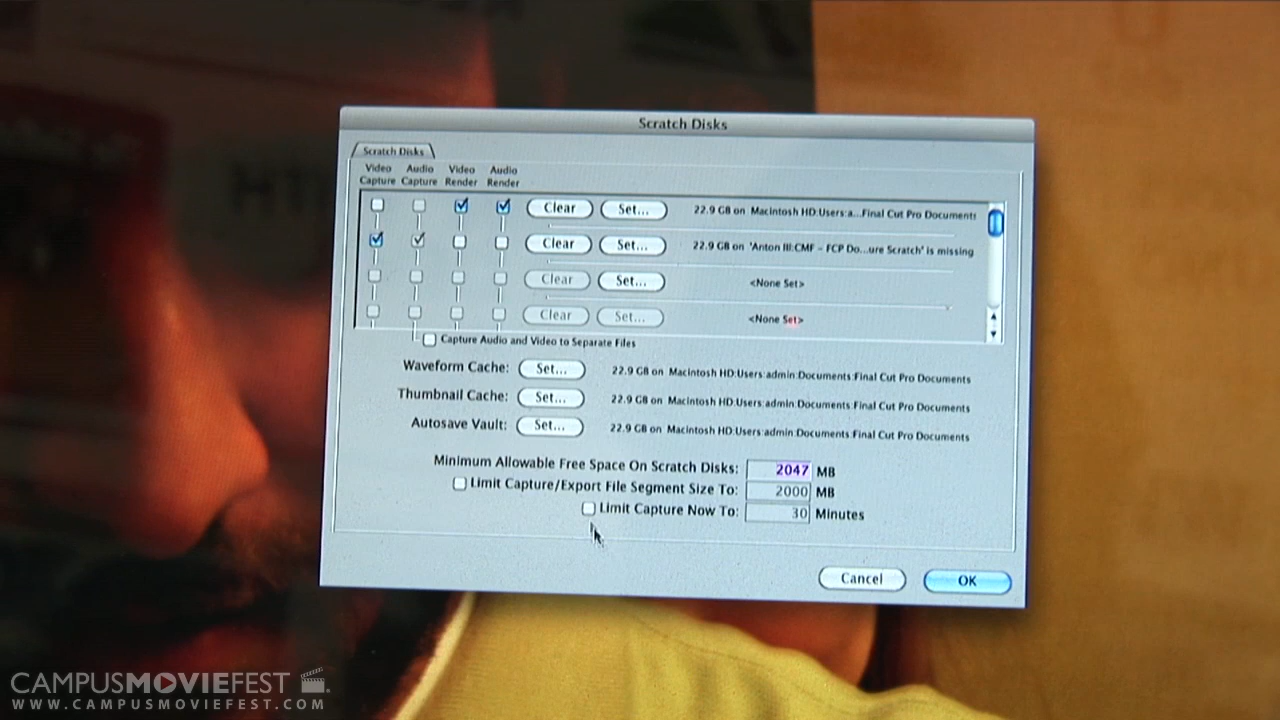 Scratch Disks
Scratch Disks
Video Capture Audio Capture Video Render Audio Render
Clear Set... 22.9 GB on Macintosh HD:Users:a...Final Cut Pro Documents
Clear Set... 22.9 GB on 'Anton III:CMF - FCP Do...ure Scratch' is missing
Clear Set... <None Set>
Clear Set... <None Set>
Capture Audio and Video to Separate Files
Waveform Cache: Set... 22.9 GB on Macintosh HD:Users:admin:Documents:Final Cut Pro Documents
Thumbnail Cache: Set... 22.9 GB on Macintosh HD:Users:admin:Documents:Final Cut Pro Documents
Autosave Vault: Set... 22.9 GB on Macintosh HD:Users:admin:Documents:Final Cut Pro Documents
Minimum Allowable Free Space On Scratch Disks: 2047 MB
Limit Capture/Export File Segment Size To: 2000 MB
Limit Capture Now To: 30 Minutes
Cancel OK
CAMPUSMOVIEFEST
WWW.CAMPUSMOVIEFEST.COM